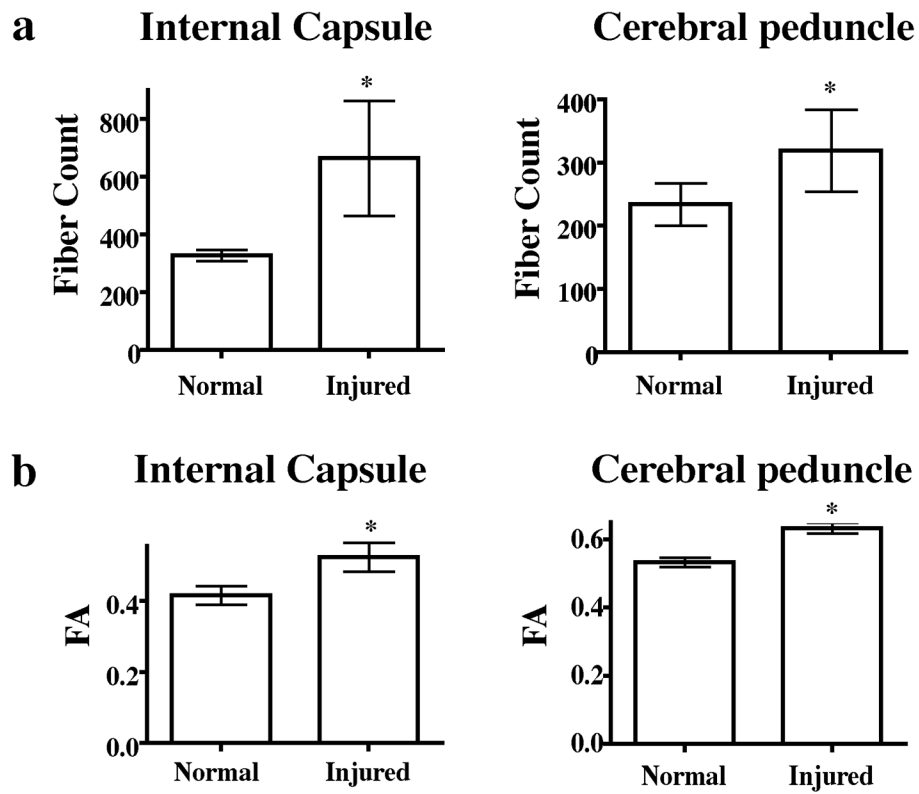 a
Internal Capsule
Fiber Count
800
600
400
200
0
*
Normal
Injured
Cerebral peduncle
Fiber Count
400
300
200
100
0
*
Normal
Injured
b
Internal Capsule
FA
0.4
0.2
0.0
*
Normal
Injured
Cerebral peduncle
FA
0.6
0.4
0.2
0.0
*
Normal
Injured